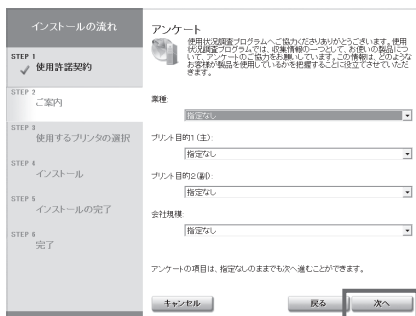 インストールの流れ
STEP 1
使用許諾契約
STEP 2
ご案内
STEP 3
使用するプリンタの選択
STEP 4
インストール
STEP 5
インストールの完了
STEP 6
完了
アンケート
使用状況調査プログラムへご協力くださりありがとうございます。使用
状況調査プログラムでは、収集情報の一つとして、お使いの製品につ
いて、アンケートのご協力をお願いしています。この情報は、どのような
お客様が製品を使用しているかを把握することに役立てさせていただ
きます。
業種:
指定なし
プリント目的1（主）:
指定なし
プリント目的2（副）:
指定なし
会社規模:
指定なし
アンケートの項目は、指定なしのままでも次へ進むことができます。
キャンセル
戻る
次へ